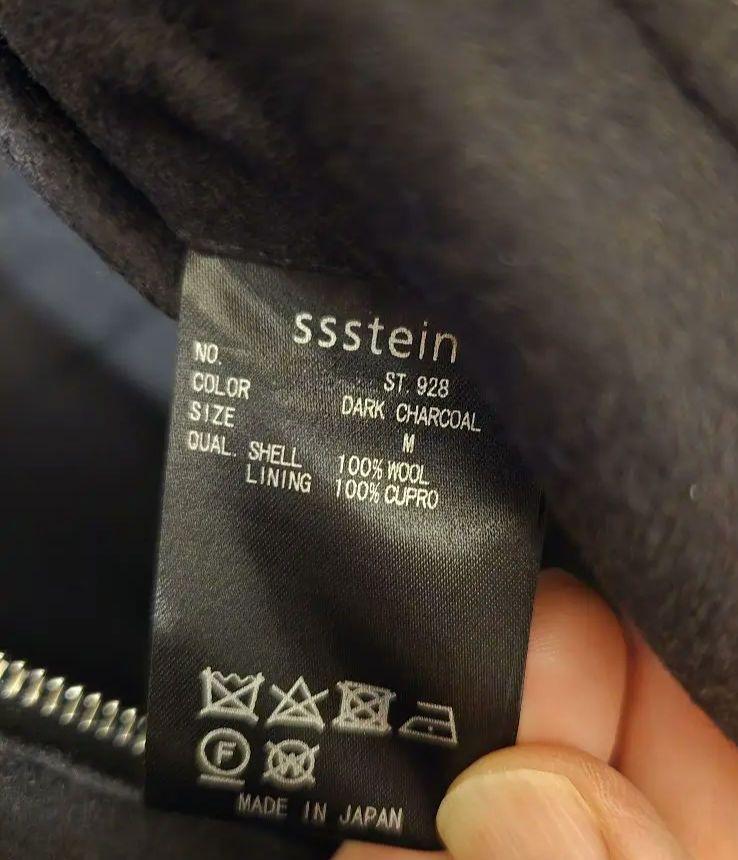 ssstein
NO. ST. 928
COLOR DARK CHARCOAL
SIZE M
QUAL. SHELL 100% WOOL
LINING 100% CUPRO
F
W
MADE IN JAPAN